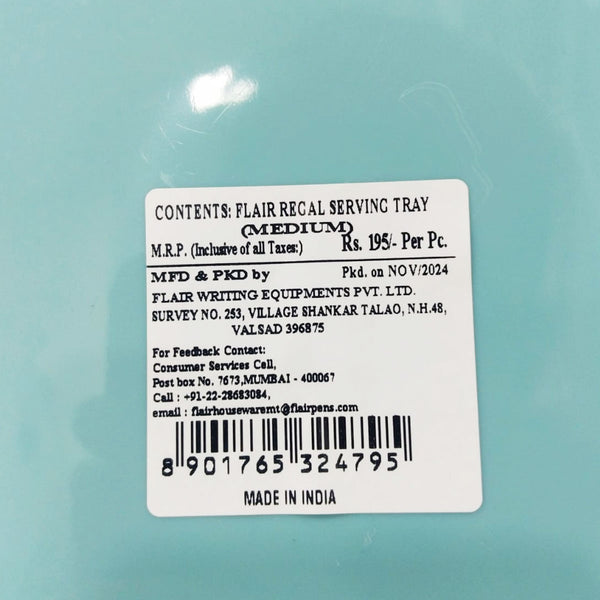 CONTENTS: FLAIR REGAL SERVING TRAY
(MEDIUM)
M.R.P. (Inclusive of all Taxes:) Rs. 195/- Per Pc.
MFD & PKD by Pkd. on NOV/2024
FLAIR WRITING EQUIPMENTS PVT. LTD.
SURVEY NO. 253, VILLAGE SHANKAR TALAO, N.H.48,
VALSAD 396875
For Feedback Contact:
Consumer Services Cell,
Post box No. 7673,MUMBAI - 400067
Call : +91-22-28683084,
email : flairhousewaremt@flairpens.com
8 901765 324795
MADE IN INDIA